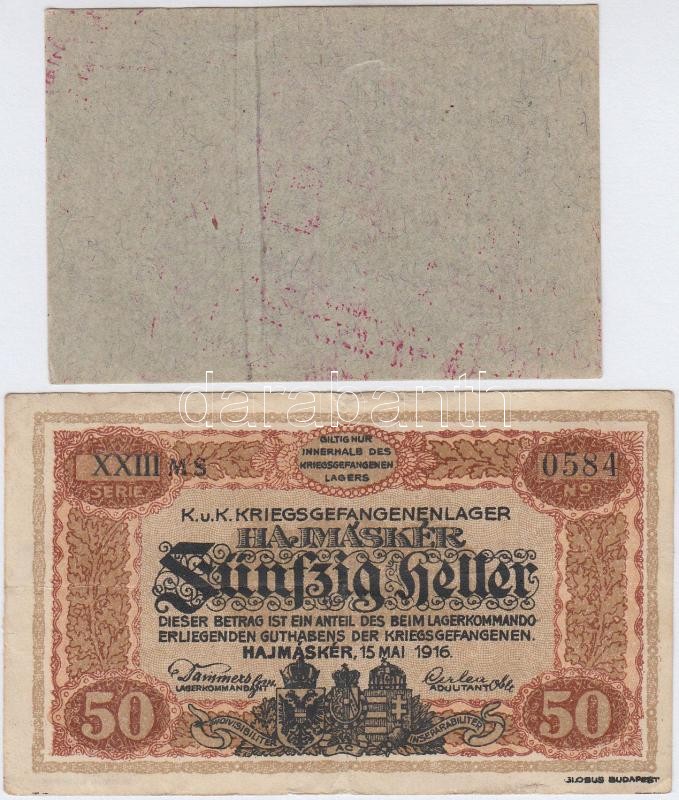 darabanth
GILTIG NUR
INNERHALB DES
KRIEGSGEFANGENEN
LAGERS
XXIII MS
SERIE
0584
No
K.u.K. KRIEGSGEFANGENENLAGER
HAJMÁSKÉR
Fünfzig Heller
DIESER BETRAG IST EIN ANTEIL DES BEIM LAGERKOMMANDO
ERLIEGENDEN GUTHABENS DER KRIEGSGEFANGENEN.
HAJMÁSKÉR, 15 MAI 1916.
LAGERKOMMANDANT
ADJUTANT
50
INDIVISIBILITER
AC
INSEPARABILITER
50
GLOBUS BUDAPEST